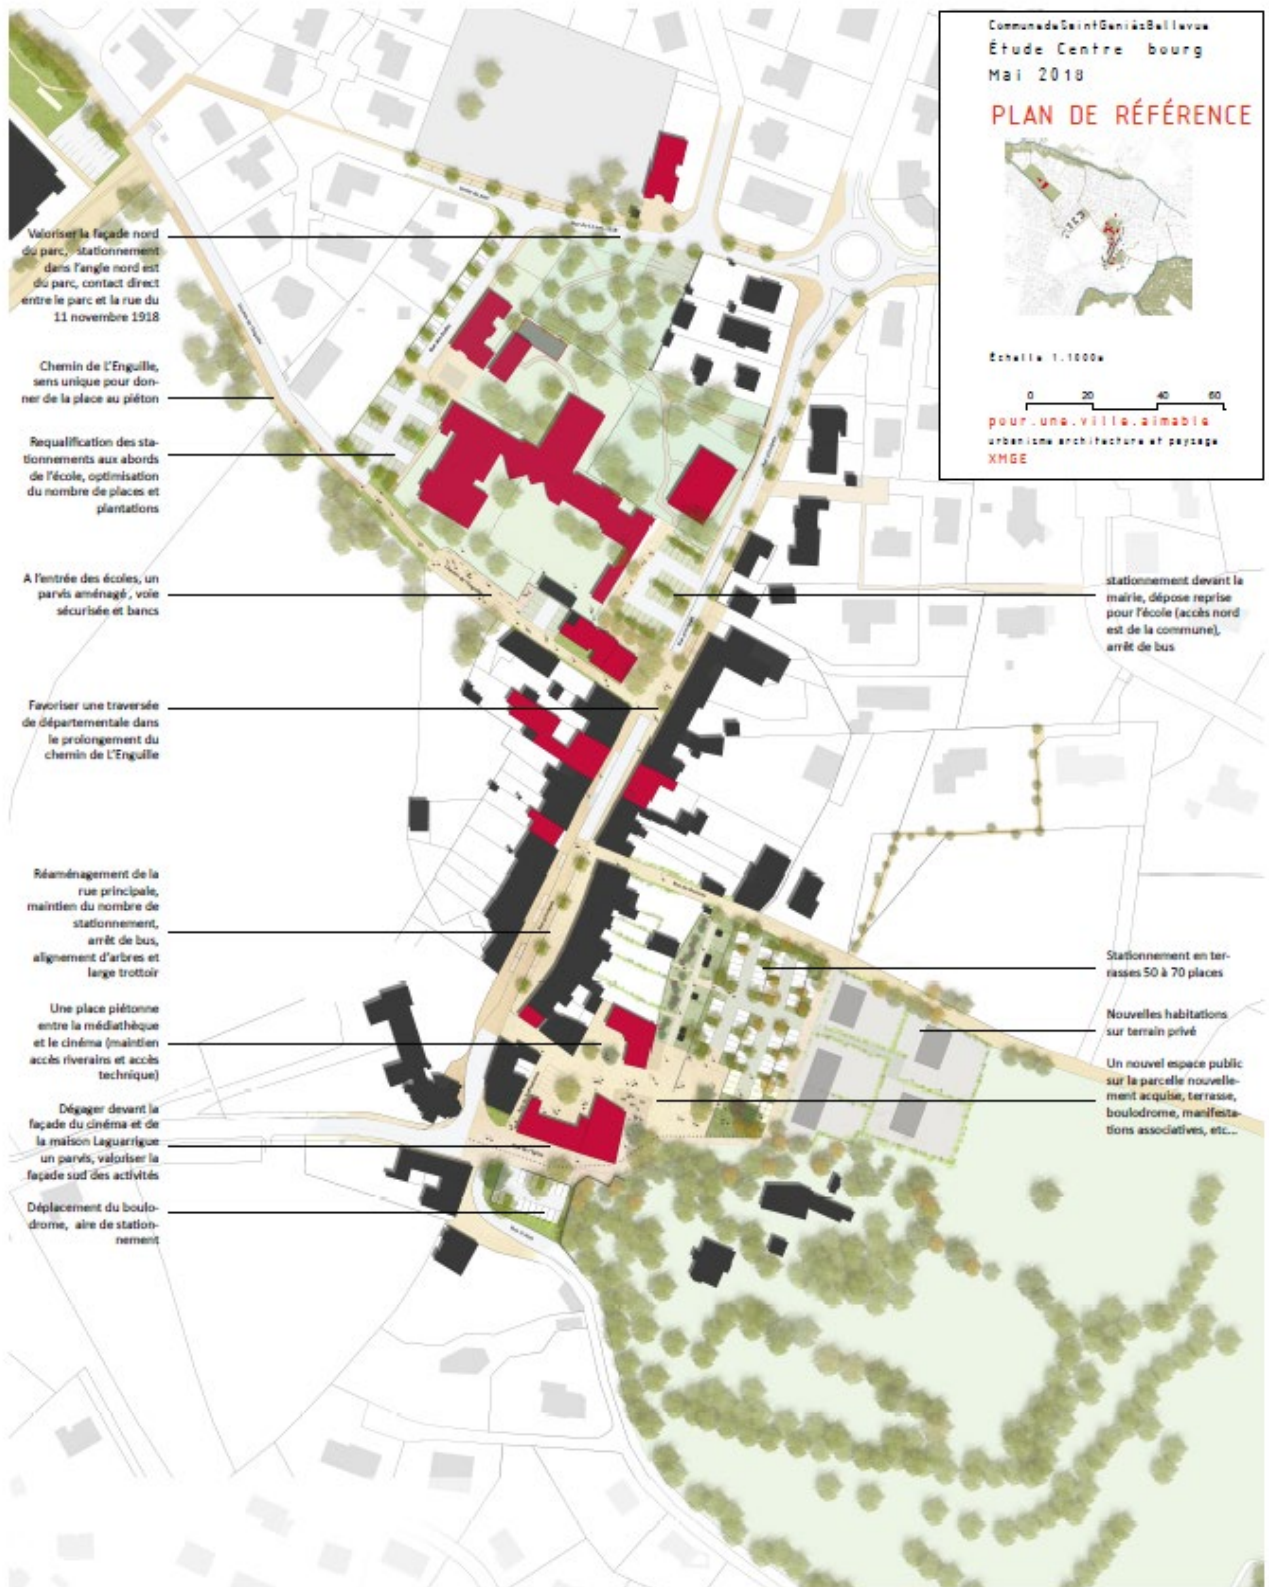 CommunedeSaintGenièsBellevue
Étude Centre bourg
Mai 2018
PLAN DE RÉFÉRENCE
Échelle 1.1000e
0 20 40 60
pour.une.ville.aimable
urbanisme architecture et paysage
XMGE
Valoriser la façade nord
du parc, stationnement
dans l'angle nord est
du parc, contact direct
entre le parc et la rue du
11 novembre 1918
Chemin de L'Enguille,
sens unique pour don-
ner de la place au piéton
Requalification des sta-
tionnements aux abords
de l'école, optimisation
du nombre de places et
plantations
A l'entrée des écoles, un
parvis aménagé , voie
sécurisée et bancs
Favoriser une traversée
de départementale dans
le prolongement du
chemin de L'Enguille
Réaménagement de la
rue principale,
maintien du nombre de
stationnement,
arrêt de bus,
alignement d'arbres et
large trottoir
Une place piétonne
entre la médiathèque
et le cinéma (maintien
accès riverains et accès
technique)
Dégager devant la
façade du cinéma et de
la maison Laguarrigue
un parvis, valoriser la
façade sud des activités
Déplacement du boulo-
drome, aire de station-
nement
stationnement devant la
mairie, dépose reprise
pour l'école (accès nord
est de la commune),
arrêt de bus
Stationnement en ter-
rasses 50 à 70 places
Nouvelles habitations
sur terrain privé
Un nouvel espace public
sur la parcelle nouvelle-
ment acquise, terrasse,
boulodrome, manifesta-
tions associatives, etc...